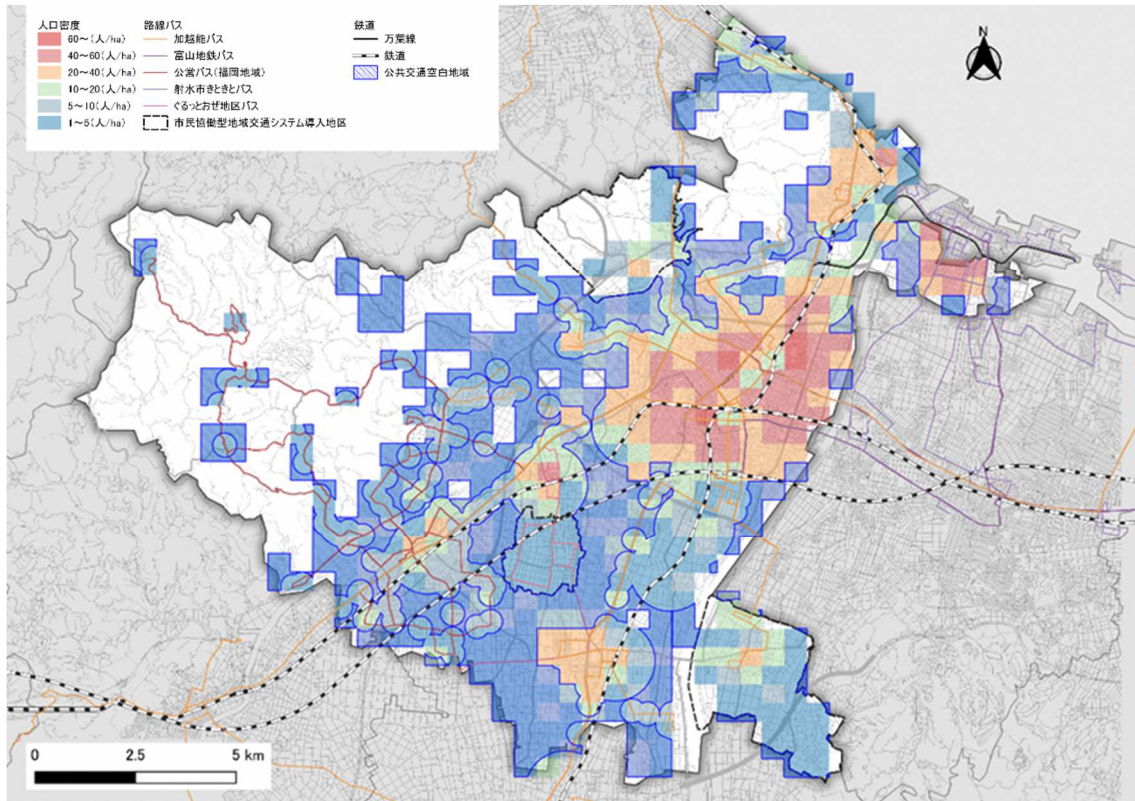 人口密度
60～(人/ha)
40～60(人/ha)
20～40(人/ha)
10～20(人/ha)
5～10(人/ha)
1～5(人/ha)
路線バス
加越能バス
富山地鉄バス
公営バス(福岡地域)
射水市きときとバス
ぐるっとおぜ地区バス
市民協働型地域交通システム導入地区
鉄道
万葉線
鉄道
公共交通空白地域
N
0 2.5 5 km